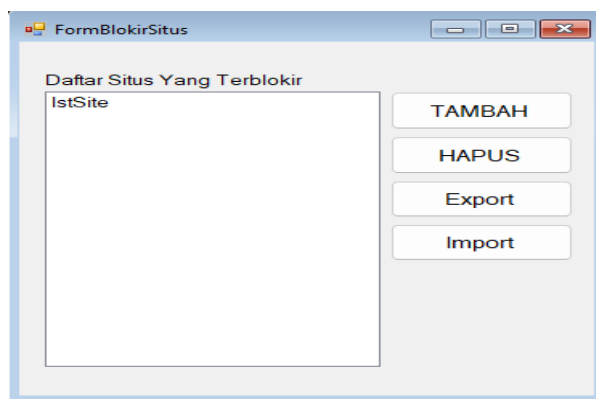 FormBlokirSitus
Daftar Situs Yang Terblokir
lstSite
TAMBAH
HAPUS
Export
Import